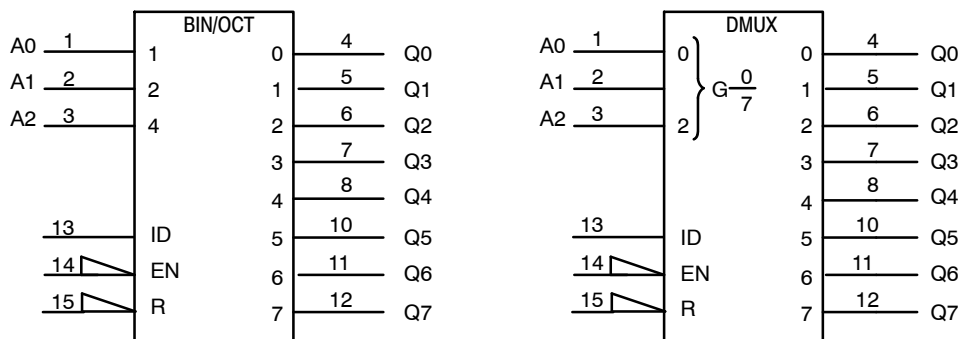 BIN/OCT
A0 1 1 0 4 Q0
A1 2 2 1 5 Q1
A2 3 4 2 6 Q2
3 7 Q3
4 8 Q4
13 ID 5 10 Q5
14 EN 6 11 Q6
15 R 7 12 Q7
DMUX
A0 1 0 0 4 Q0
A1 2 G 0/7 1 5 Q1
A2 3 2 2 6 Q2
3 7 Q3
4 8 Q4
13 ID 5 10 Q5
14 EN 6 11 Q6
15 R 7 12 Q7